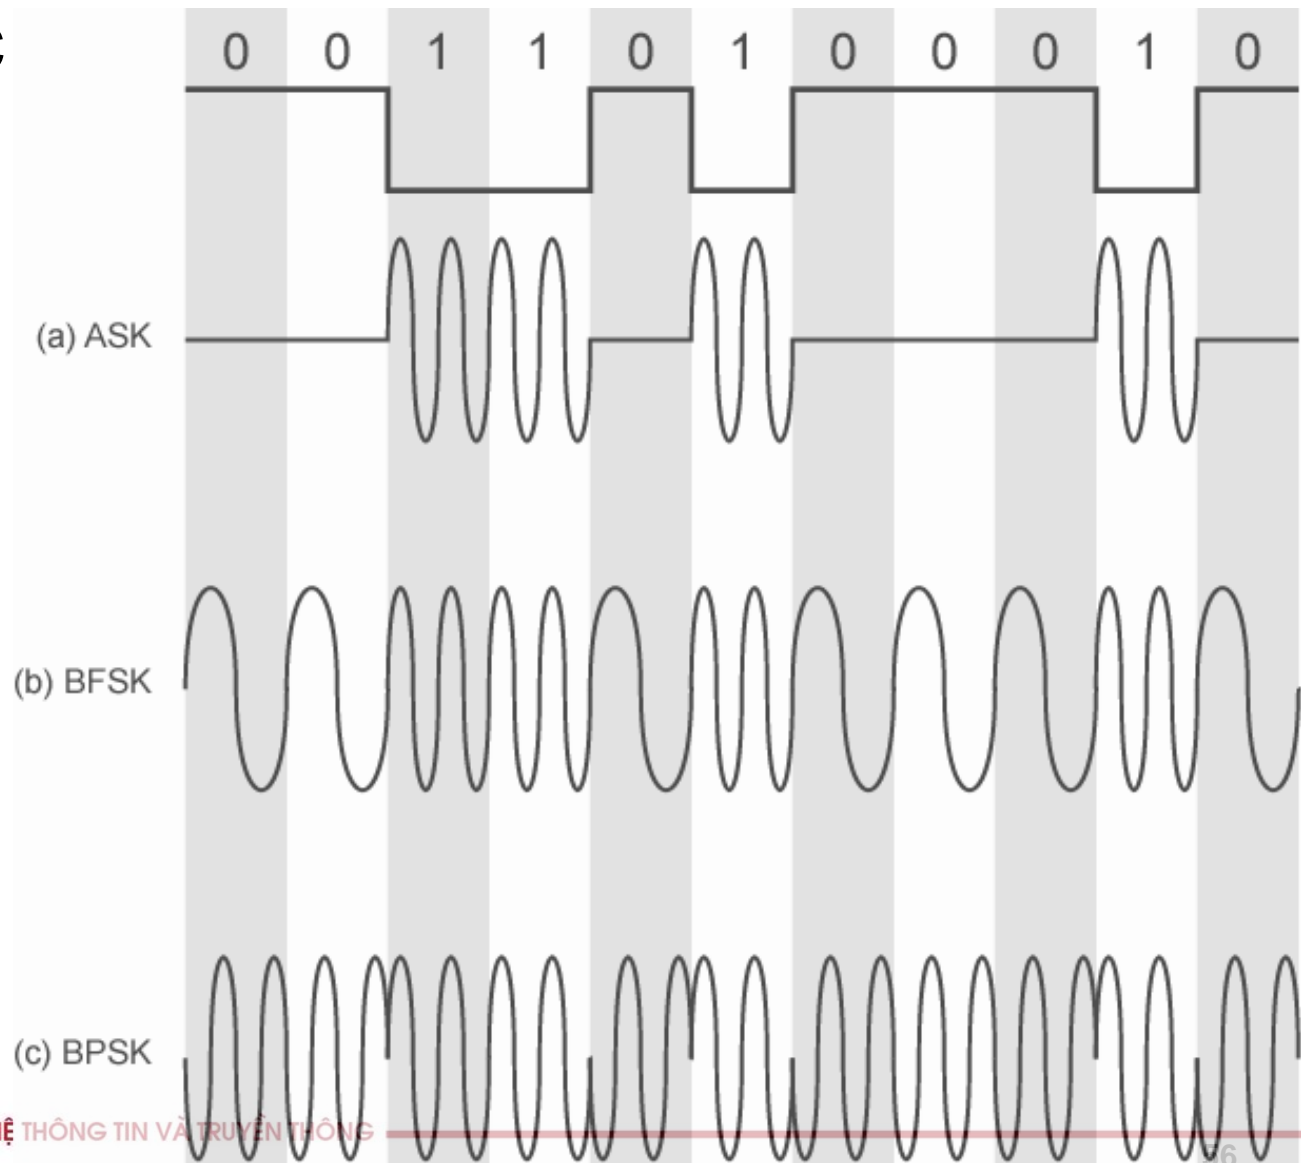 0 0 1 1 0 1 0 0 0 1 0
(a) ASK
(b) BFSK
(c) BPSK
Ệ THÔNG TIN VÀ TRUYỀN THÔNG
56